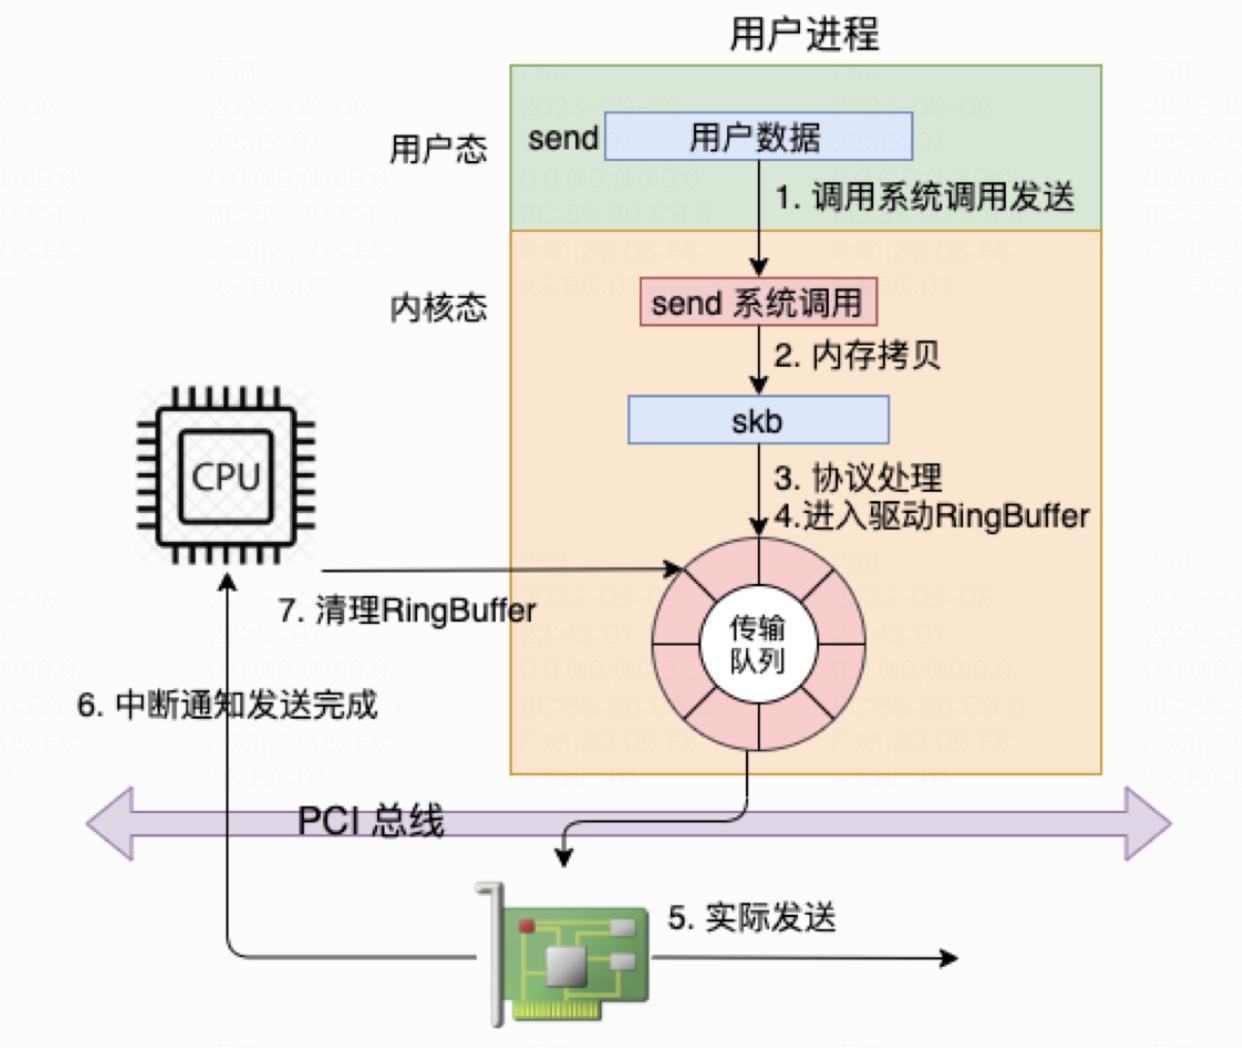 用户进程
用户态
send
用户数据
1. 调用系统调用发送
内核态
send 系统调用
2. 内存拷贝
skb
CPU
3. 协议处理
4.进入驱动RingBuffer
7. 清理RingBuffer
传输
队列
6. 中断通知发送完成
PCI 总线
5. 实际发送